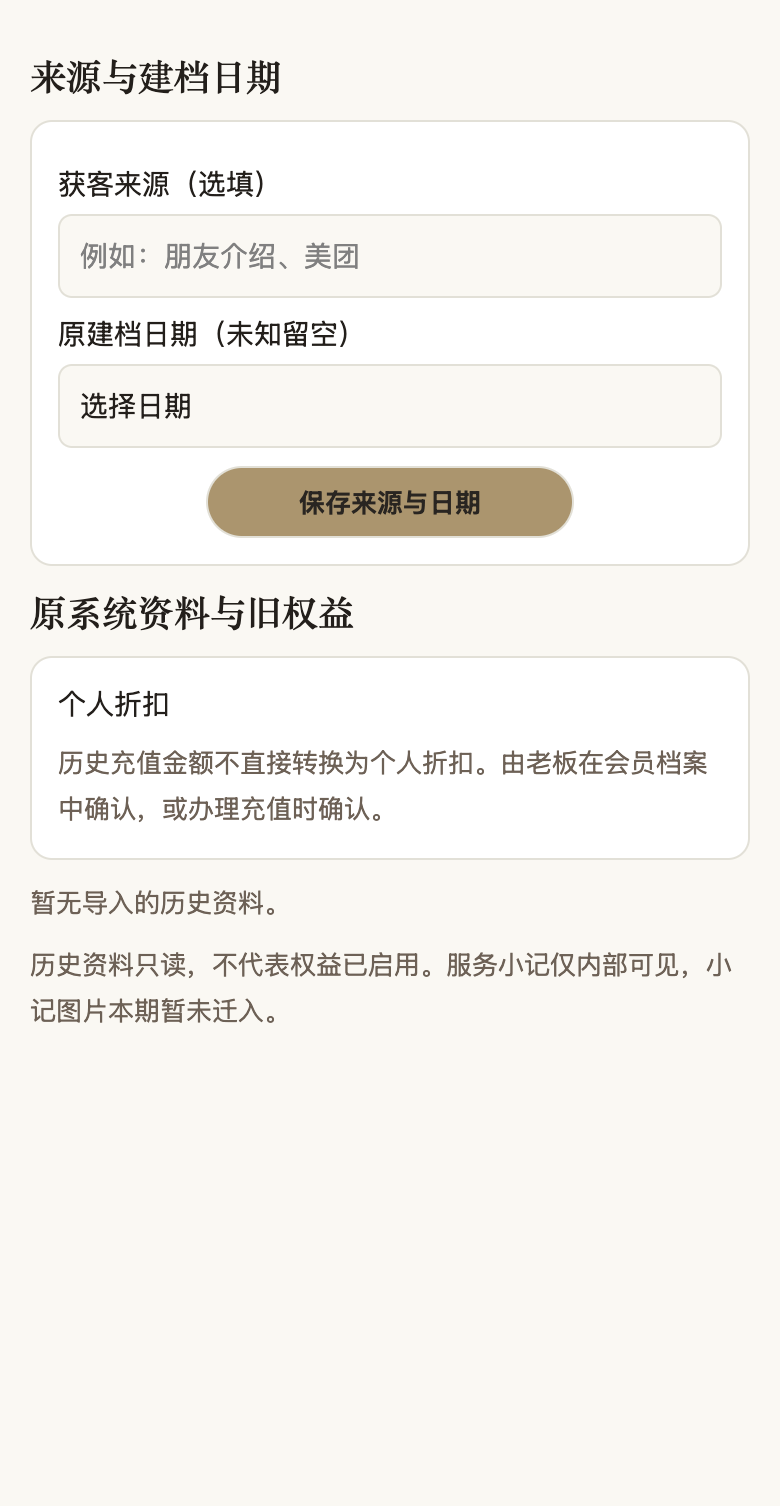 来源与建档日期
获客来源（选填）
例如：朋友介绍、美团
原建档日期（未知留空）
选择日期
保存来源与日期
原系统资料与旧权益
个人折扣
历史充值金额不直接转换为个人折扣。由老板在会员档案
中确认，或办理充值时确认。
暂无导入的历史资料。
历史资料只读，不代表权益已启用。服务小记仅内部可见，小
记图片本期暂未迁入。